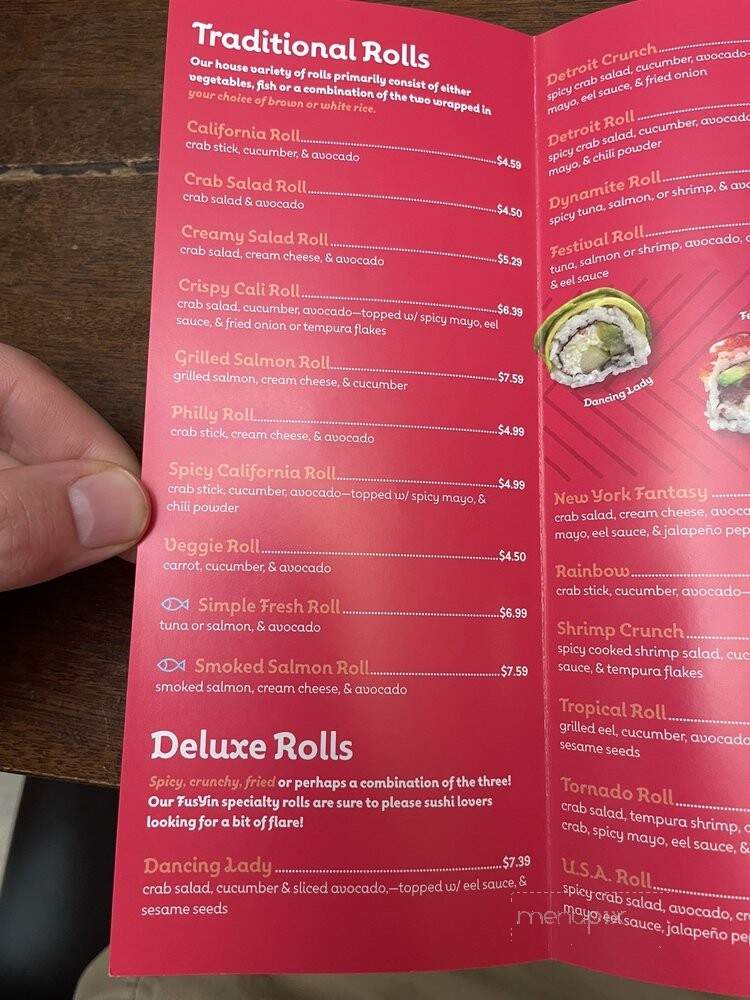 Traditional Rolls
Our house variety of rolls primarily consist of either
vegetables, fish or a combination of the two wrapped in
your choice of brown or white rice.
California Roll $4.59
crab stick, cucumber, & avocado
Crab Salad Roll $4.50
crab salad & avocado
Creamy Salad Roll $5.29
crab salad, cream cheese, & avocado
Crispy Cali Roll $6.39
crab salad, cucumber, avocado—topped w/ spicy mayo, eel
sauce, & fried onion or tempura flakes
Grilled Salmon Roll $7.59
grilled salmon, cream cheese, & cucumber
Philly Roll $4.99
crab stick, cream cheese, & avocado
Spicy California Roll $4.99
crab stick, cucumber, avocado—topped w/ spicy mayo, &
chili powder
Veggie Roll $4.50
carrot, cucumber, & avocado
Simple Fresh Roll $6.99
tuna or salmon, & avocado
Smoked Salmon Roll $7.59
smoked salmon, cream cheese, & avocado
Deluxe Rolls
Spicy, crunchy, fried or perhaps a combination of the three!
Our FusYin specialty rolls are sure to please sushi lovers
looking for a bit of flare!
Dancing Lady $7.39
crab salad, cucumber & sliced avocado,—topped w/ eel sauce, &
sesame seeds
Detroit Crunch
spicy crab salad, cucumber, avocado—
mayo, eel sauce, & fried onion
Detroit Roll
spicy crab salad, cucumber, avocado
mayo, & chili powder
Dynamite Roll
spicy tuna, salmon, or shrimp, &
Festival Roll
tuna, salmon or shrimp, avocado,
& eel sauce
Dancing Lady
New York Fantasy
crab salad, cream cheese,
mayo, eel sauce, & jalapeño
Rainbow
crab stick, cucumber, avocado—
Shrimp Crunch
spicy cooked shrimp salad,
sauce, & tempura flakes
Tropical Roll
grilled eel, cucumber, avocado
sesame seeds
Tornado Roll
crab salad, tempura shrimp,
crab, spicy mayo, eel sauce, &
U.S.A. Roll
spicy crab salad, avocado,
mayo, eel sauce, jalapeño
menupix